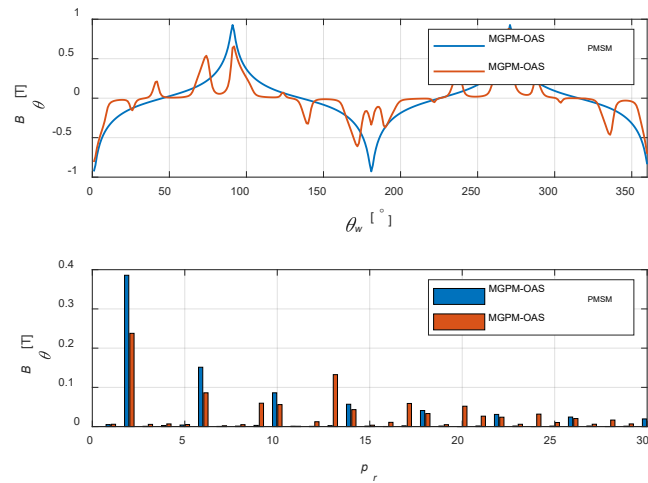 1
0.5
0
-0.5
-1
B θ [T]
0 50 100 150 200 250 300 350
θw [°]
MGPM-OAS PMSM
MGPM-OAS
0.4
0.3
0.2
0.1
0
B θ [T]
0 5 10 15 20 25 30
p r
MGPM-OAS PMSM
MGPM-OAS